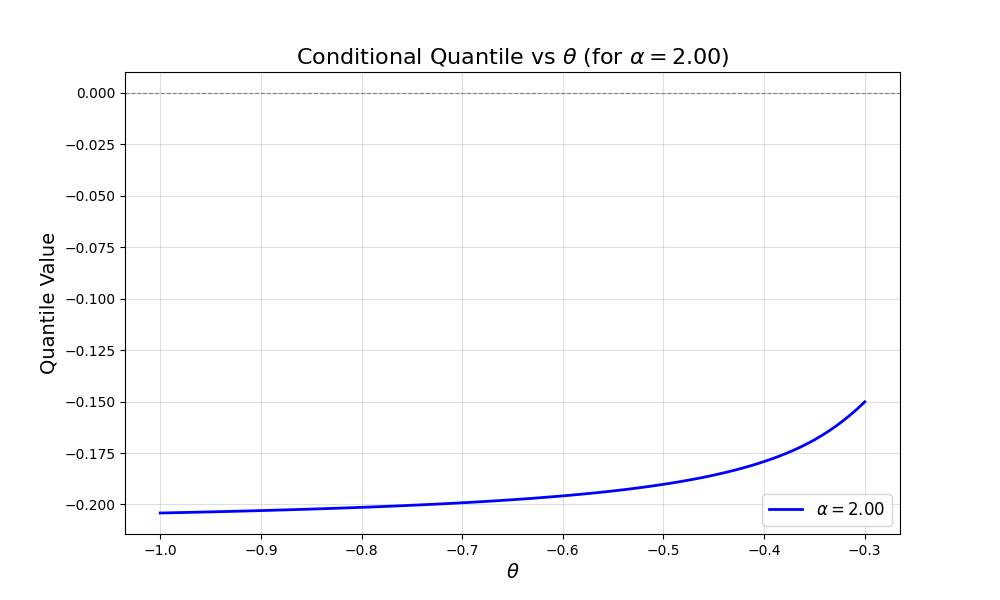 Conditional Quantile vs θ (for α = 2.00)
Quantile Value
0.000
−0.025
−0.050
−0.075
−0.100
−0.125
−0.150
−0.175
−0.200
α = 2.00
−1.0 −0.9 −0.8 −0.7 −0.6 −0.5 −0.4 −0.3
θ